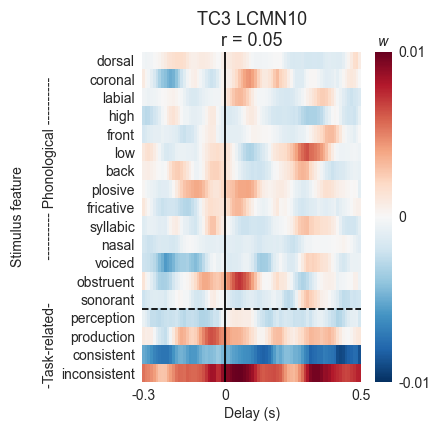 TC3 LCMN10
r = 0.05
w
dorsal
coronal
labial
high
front
low
back
plosive
fricative
syllabic
nasal
voiced
obstruent
sonorant
perception
production
consistent
inconsistent
Stimulus feature
---------- Phonological ----------
-Task-related-
-0.3
0
0.5
Delay (s)
0.01
0
-0.01